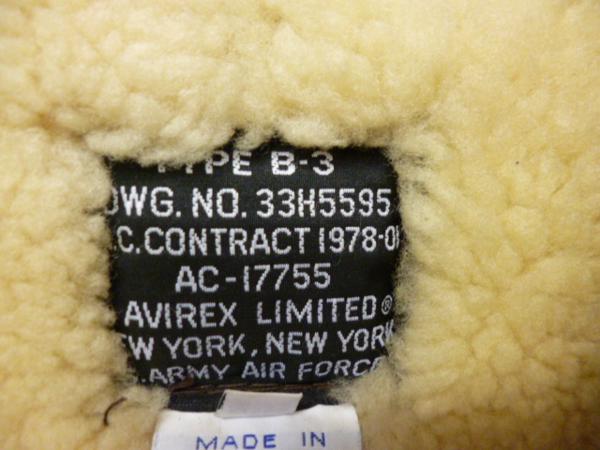 TYPE B-3
DWG. NO. 33H5595
.C. CONTRACT 1978-01
AC-17755
AVIREX LIMITED®
EW YORK, NEW YORK
.ARMY AIR FORCE
MADE IN